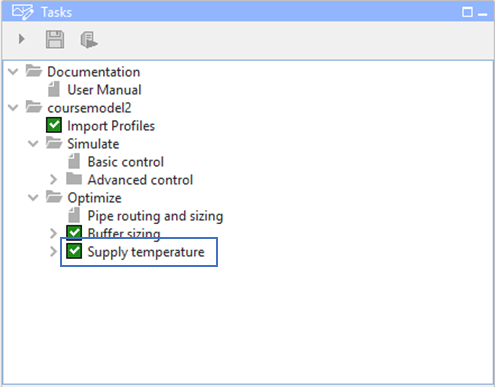 Tasks
Documentation
User Manual
coursemodel2
Import Profiles
Simulate
Basic control
Advanced control
Optimize
Pipe routing and sizing
Buffer sizing
Supply temperature